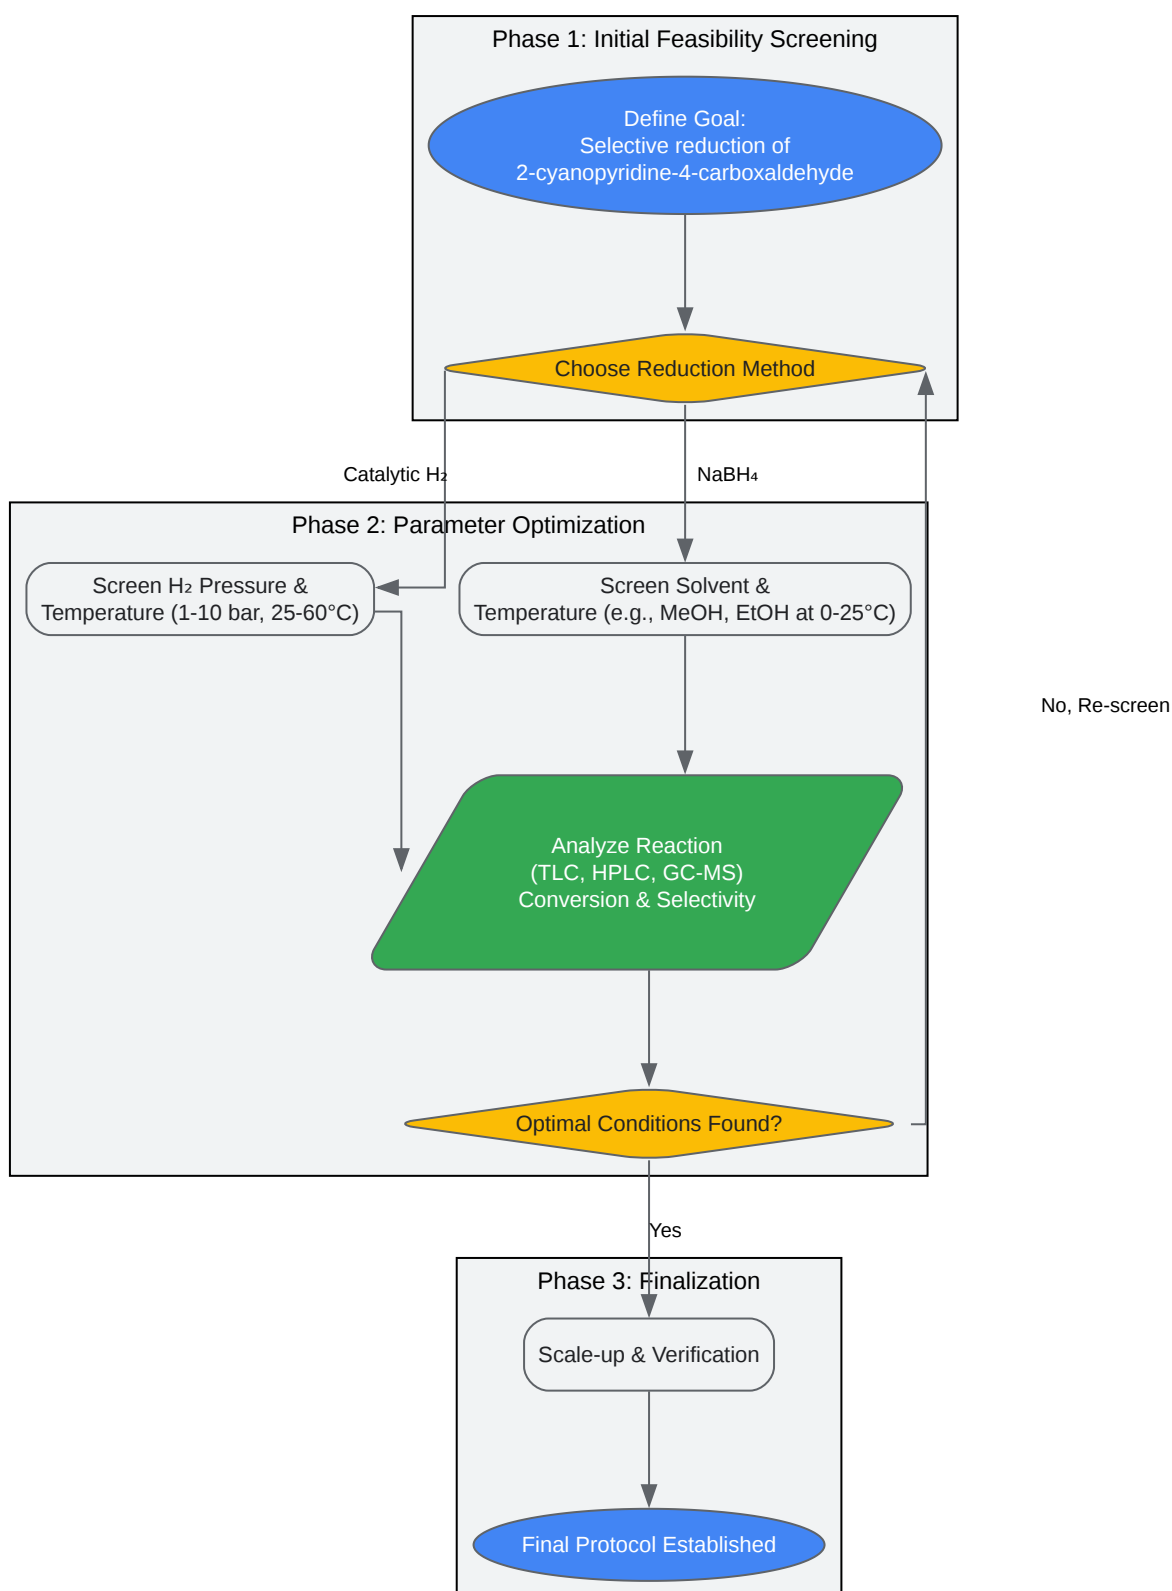 Phase 1: Initial Feasibility Screening
Define Goal:
Selective reduction of
2-cyanopyridine-4-carboxaldehyde
Choose Reduction Method
Catalytic H₂
NaBH₄
Phase 2: Parameter Optimization
Screen H₂ Pressure &
Temperature (1-10 bar, 25-60°C)
Screen Solvent &
Temperature (e.g., MeOH, EtOH at 0-25°C)
No, Re-screen
Analyze Reaction
(TLC, HPLC, GC-MS)
Conversion & Selectivity
Optimal Conditions Found?
Yes
Phase 3: Finalization
Scale-up & Verification
Final Protocol Established